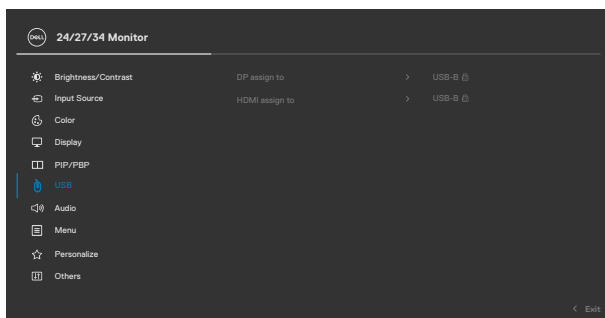 DELL 24/27/34 Monitor
Brightness/Contrast DP assign to > USB-B
Input Source HDMI assign to > USB-B
Color
Display
PIP/PBP
USB
Audio
Menu
Personalize
Others
< Exit